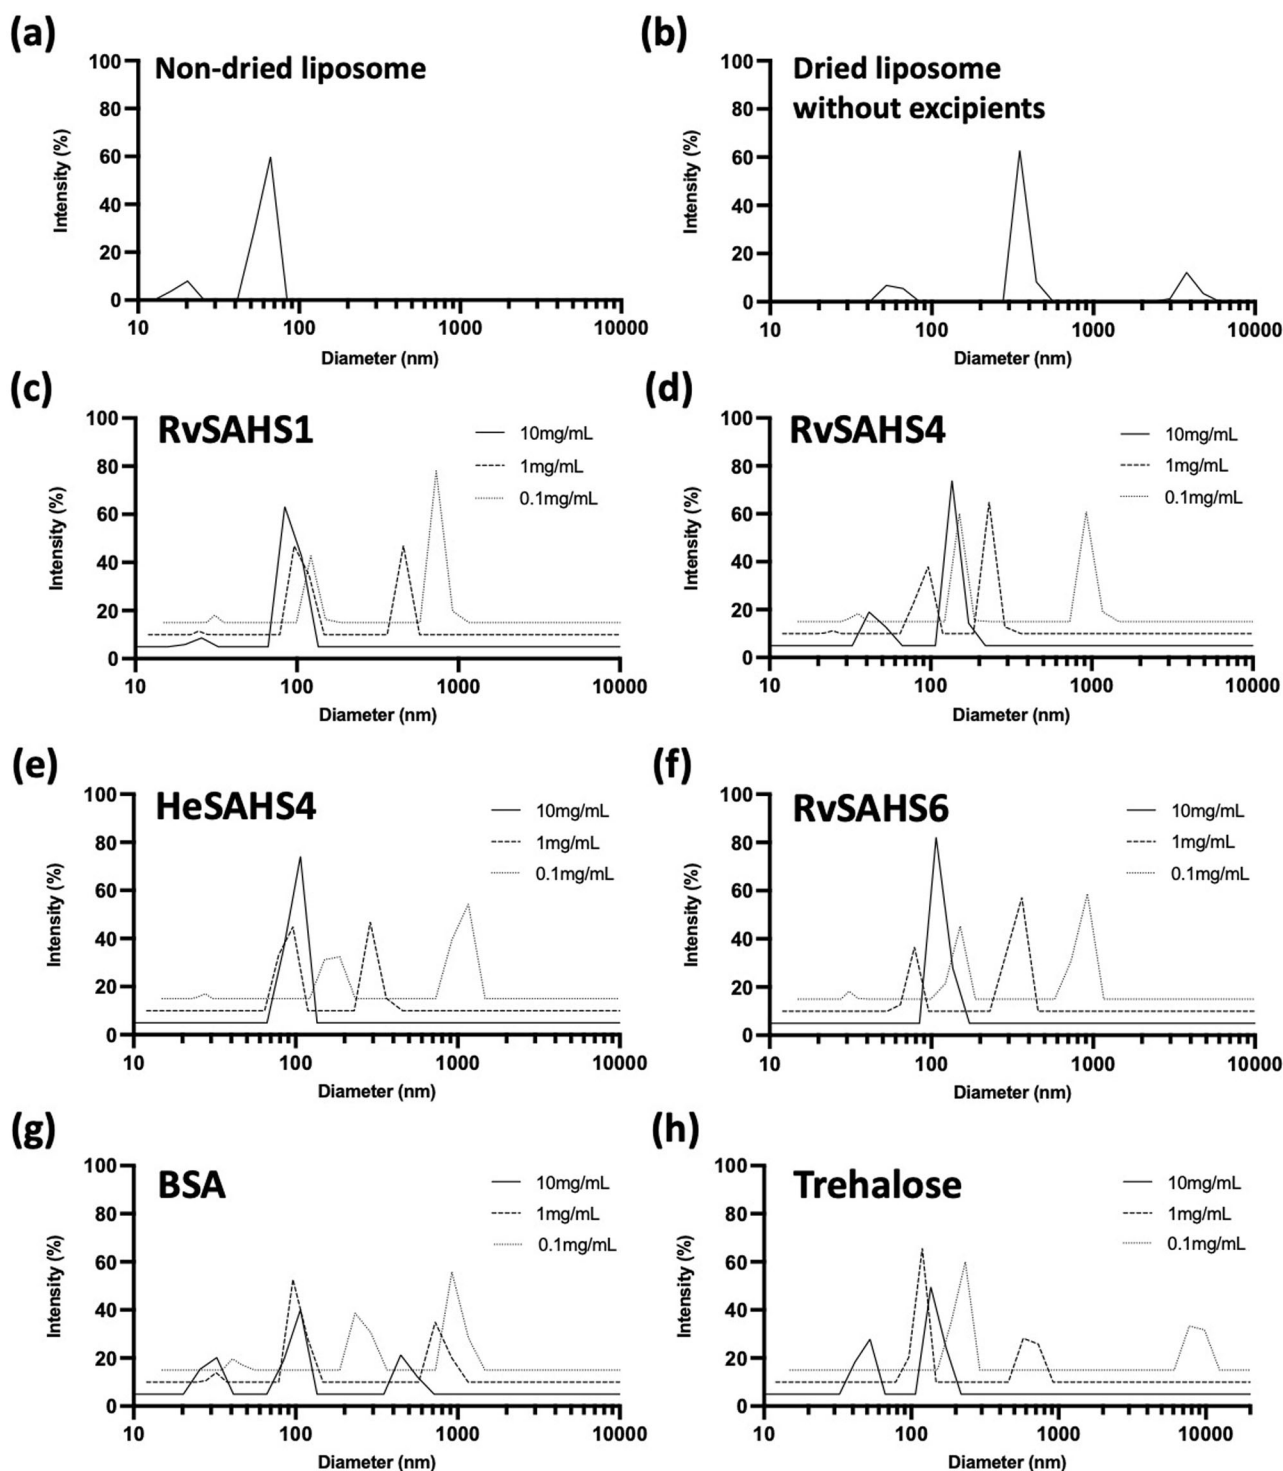 (a)
Non-dried liposome
100
80
60
40
20
0
Intensity (%)
10 100 1000 10000
Diameter (nm)
(b)
Dried liposome
without excipients
100
80
60
40
20
0
Intensity (%)
10 100 1000 10000
Diameter (nm)
(c)
RvSAHS1
10mg/mL
1mg/mL
0.1mg/mL
100
80
60
40
20
0
Intensity (%)
10 100 1000 10000
Diameter (nm)
(d)
RvSAHS4
10mg/mL
1mg/mL
0.1mg/mL
100
80
60
40
20
0
Intensity (%)
10 100 1000 10000
Diameter (nm)
(e)
HeSAHS4
10mg/mL
1mg/mL
0.1mg/mL
100
80
60
40
20
0
Intensity (%)
10 100 1000 10000
Diameter (nm)
(f)
RvSAHS6
10mg/mL
1mg/mL
0.1mg/mL
100
80
60
40
20
0
Intensity (%)
10 100 1000 10000
Diameter (nm)
(g)
BSA
10mg/mL
1mg/mL
0.1mg/mL
100
80
60
40
20
0
Intensity (%)
10 100 1000 10000
Diameter (nm)
(h)
Trehalose
10mg/mL
1mg/mL
0.1mg/mL
100
80
60
40
20
0
Intensity (%)
10 100 1000 10000
Diameter (nm)